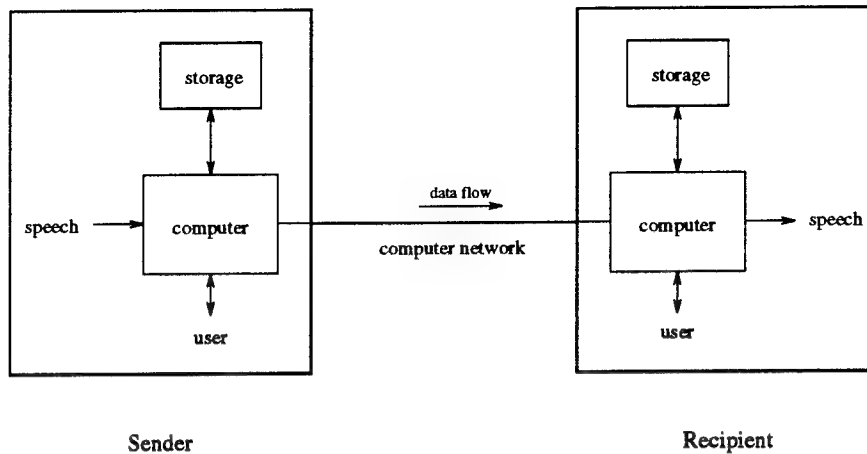 storage
storage
data flow
speech
computer
computer
speech
computer network
user
user
Sender
Recipient